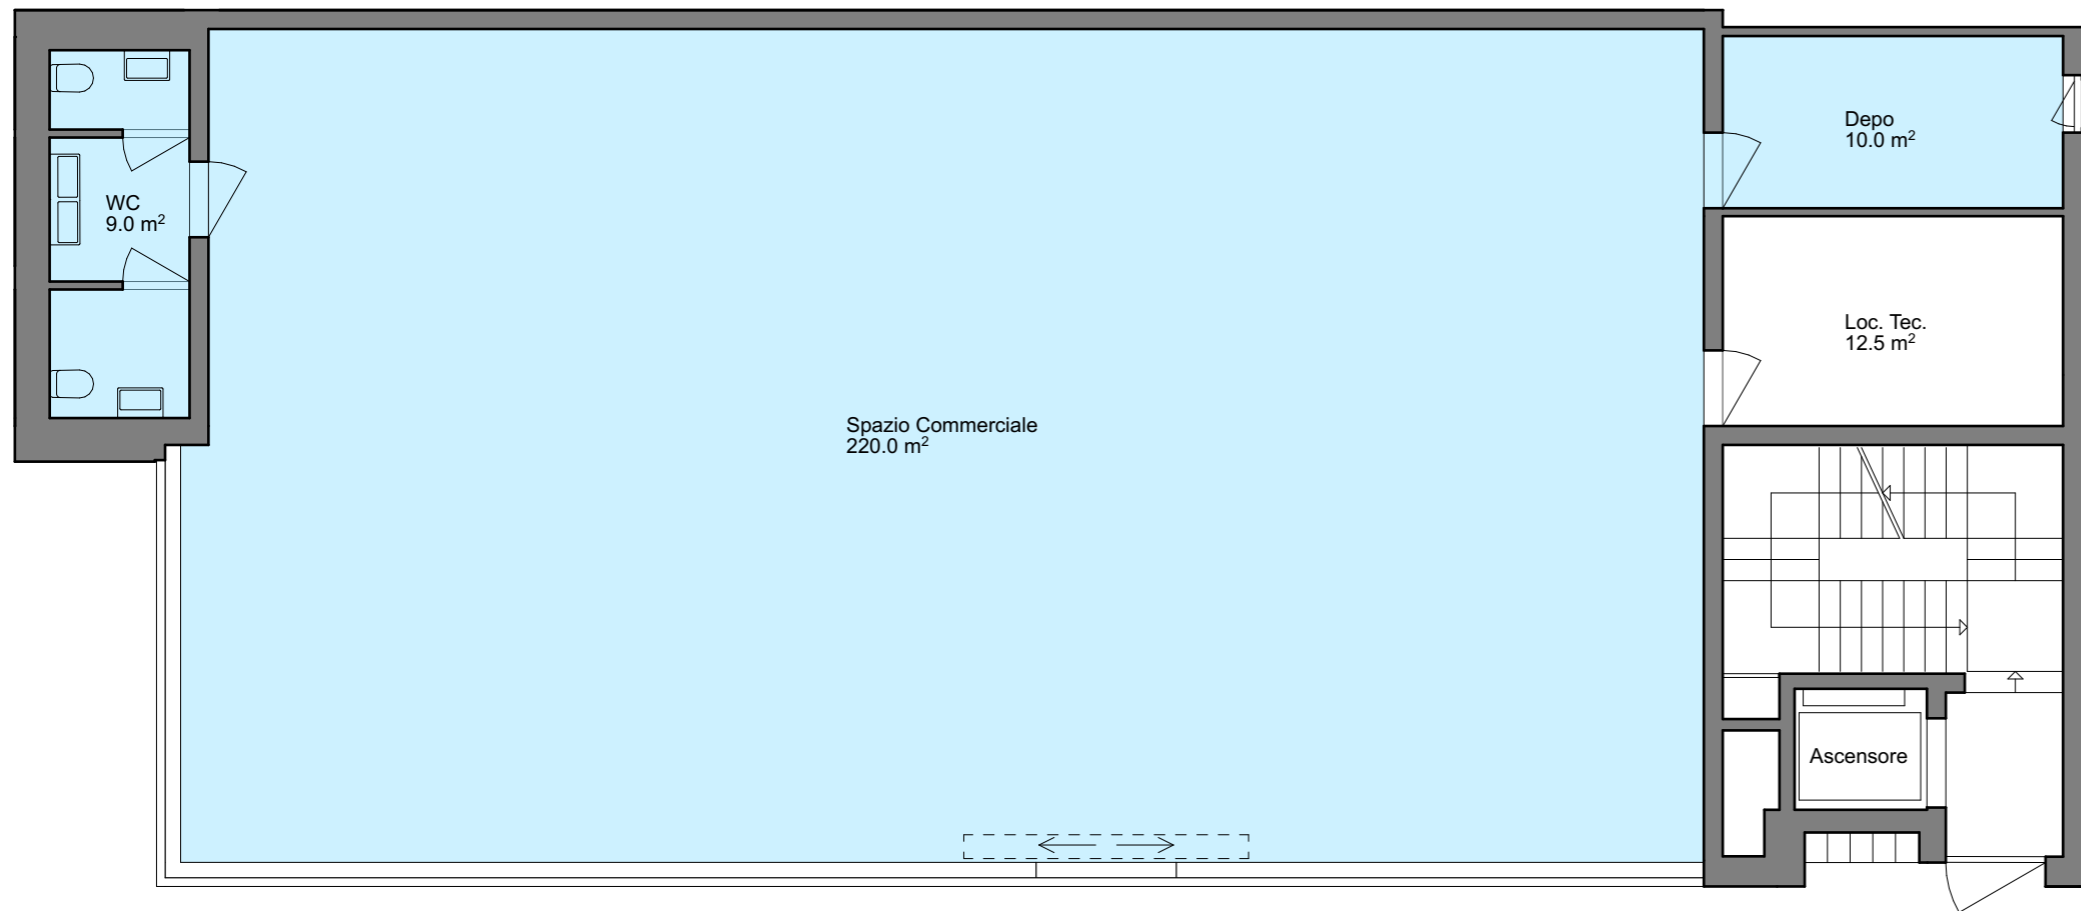 Depo
10.0 m²
WC
9.0 m²
Loc. Tec.
12.5 m²
Spazio Commerciale
220.0 m²
Ascensore